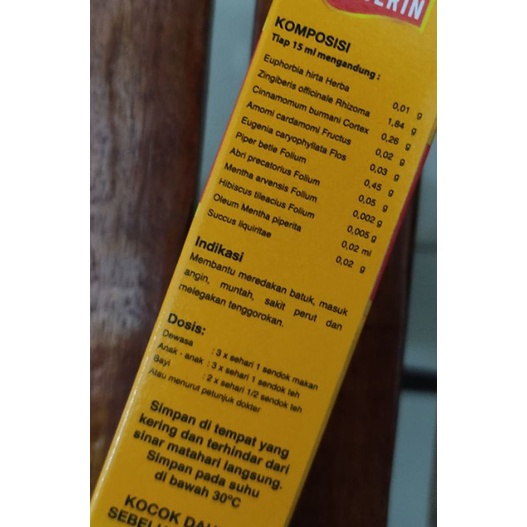 ERIN
KOMPOSISI
Tiap 15 ml mengandung :
Euphorbia hirta Herba 0,01 g
Zingiberis officinale Rhizoma 1,84 g
Cinnamomum burmani Cortex 0,26 g
Amomi cardamomi Fructus 0,02 g
Eugenia caryophyllata Flos 0,03 g
Piper betle Folium 0,45 g
Abri precatorius Folium 0,05 g
Mentha arvensis Folium 0,002 g
Hibiscus tileacius Folium 0,005 g
Oleum Mentha piperita 0,02 ml
Succus liquiritae 0,02 g
Indikasi
Membantu meredakan batuk, masuk
angin, muntah, sakit perut dan
melegakan tenggorokan.
Dosis:
Dewasa : 3 x sehari 1 sendok makan
Anak - anak : 3 x sehari 1 sendok teh
Bayi : 2 x sehari 1/2 sendok teh
Atau menurut petunjuk dokter
Simpan di tempat yang
kering dan terhindar dari
sinar matahari langsung.
Simpan pada suhu
di bawah 30°C
KOCOK DAH
SEBEL